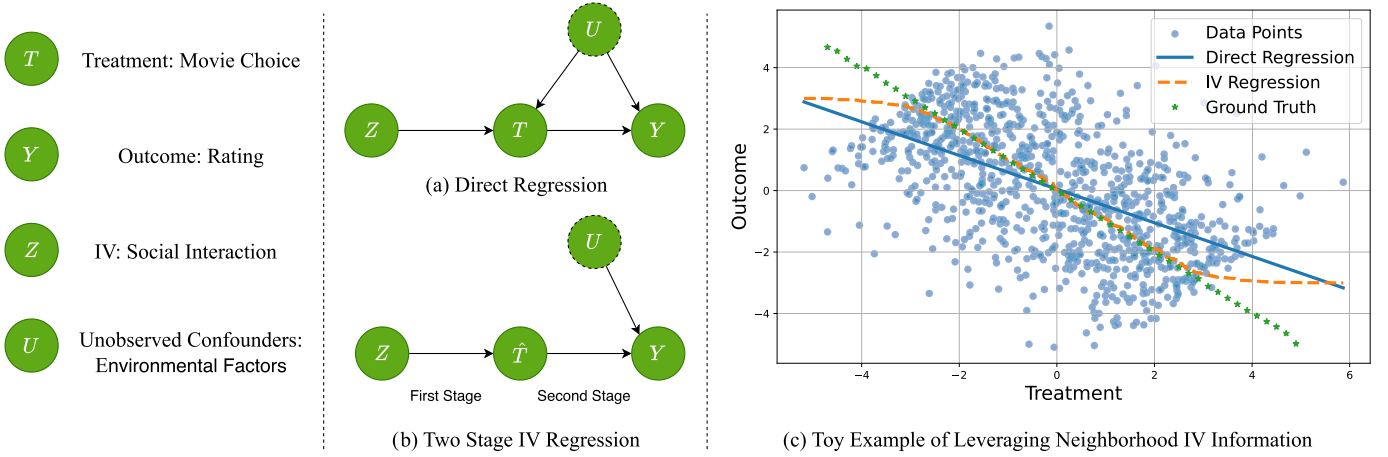 T
Treatment: Movie Choice
Y
Outcome: Rating
Z
IV: Social Interaction
U
Unobserved Confounders:
Environmental Factors
U
Z
T
Y
(a) Direct Regression
U
Z
T̂
Y
First Stage
Second Stage
(b) Two Stage IV Regression
Data Points
Direct Regression
IV Regression
Ground Truth
Outcome
4
2
0
−2
−4
−4
−2
0
2
4
6
Treatment
(c) Toy Example of Leveraging Neighborhood IV Information